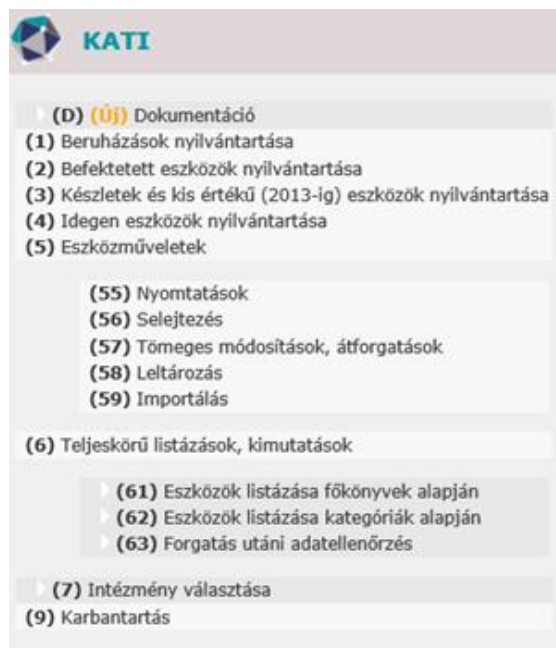 KATI
(D) (Új) Dokumentáció
(1) Beruházások nyilvántartása
(2) Befektetett eszközök nyilvántartása
(3) Készletek és kis értékű (2013-ig) eszközök nyilvántartása
(4) Idegen eszközök nyilvántartása
(5) Eszközműveletek
(55) Nyomtatások
(56) Selejtezés
(57) Tömeges módosítások, átforgatások
(58) Leltározás
(59) Importálás
(6) Teljeskörű listázások, kimutatások
(61) Eszközök listázása főkönyvek alapján
(62) Eszközök listázása kategóriák alapján
(63) Forgatás utáni adatellenőrzés
(7) Intézmény választása
(9) Karbantartás